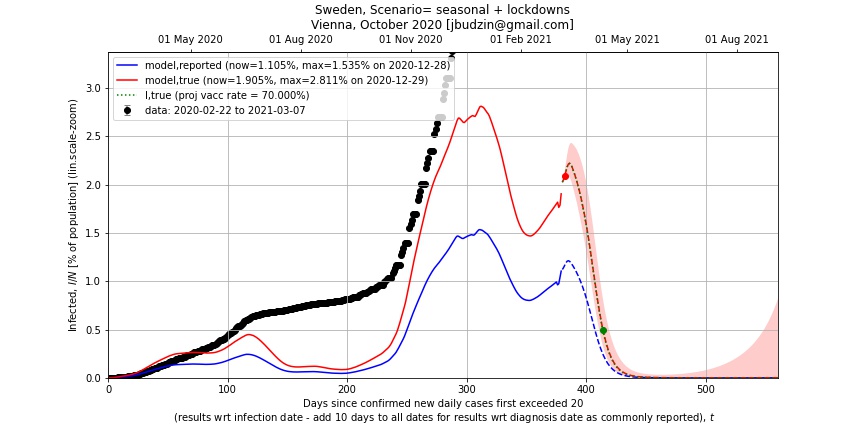 Sweden, Scenario= seasonal + lockdowns
Vienna, October 2020 [jbudzin@gmail.com]
01 May 2020 01 Aug 2020 01 Nov 2020 01 Feb 2021 01 May 2021 01 Aug 2021
model,reported (now=1.105%, max=1.535% on 2020-12-28)
model,true (now=1.905%, max=2.811% on 2020-12-29)
I,true (proj vacc rate = 70.000%)
data: 2020-02-22 to 2021-03-07
Infected, I/N [% of population] (lin.scale-zoom)
3.0
2.5
2.0
1.5
1.0
0.5
0.0
0 100 200 300 400 500
Days since confirmed new daily cases first exceeded 20
(results wrt infection date - add 10 days to all dates for results wrt diagnosis date as commonly reported), t